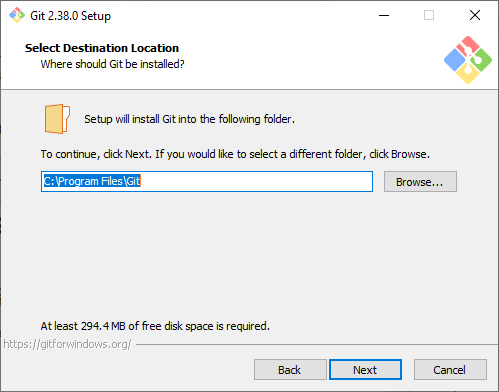 Git 2.38.0 Setup
Select Destination Location
Where should Git be installed?
Setup will install Git into the following folder.
To continue, click Next. If you would like to select a different folder, click Browse.
C:\Program Files\Git
Browse...
At least 294.4 MB of free disk space is required.
https://gitforwindows.org/
Back
Next
Cancel